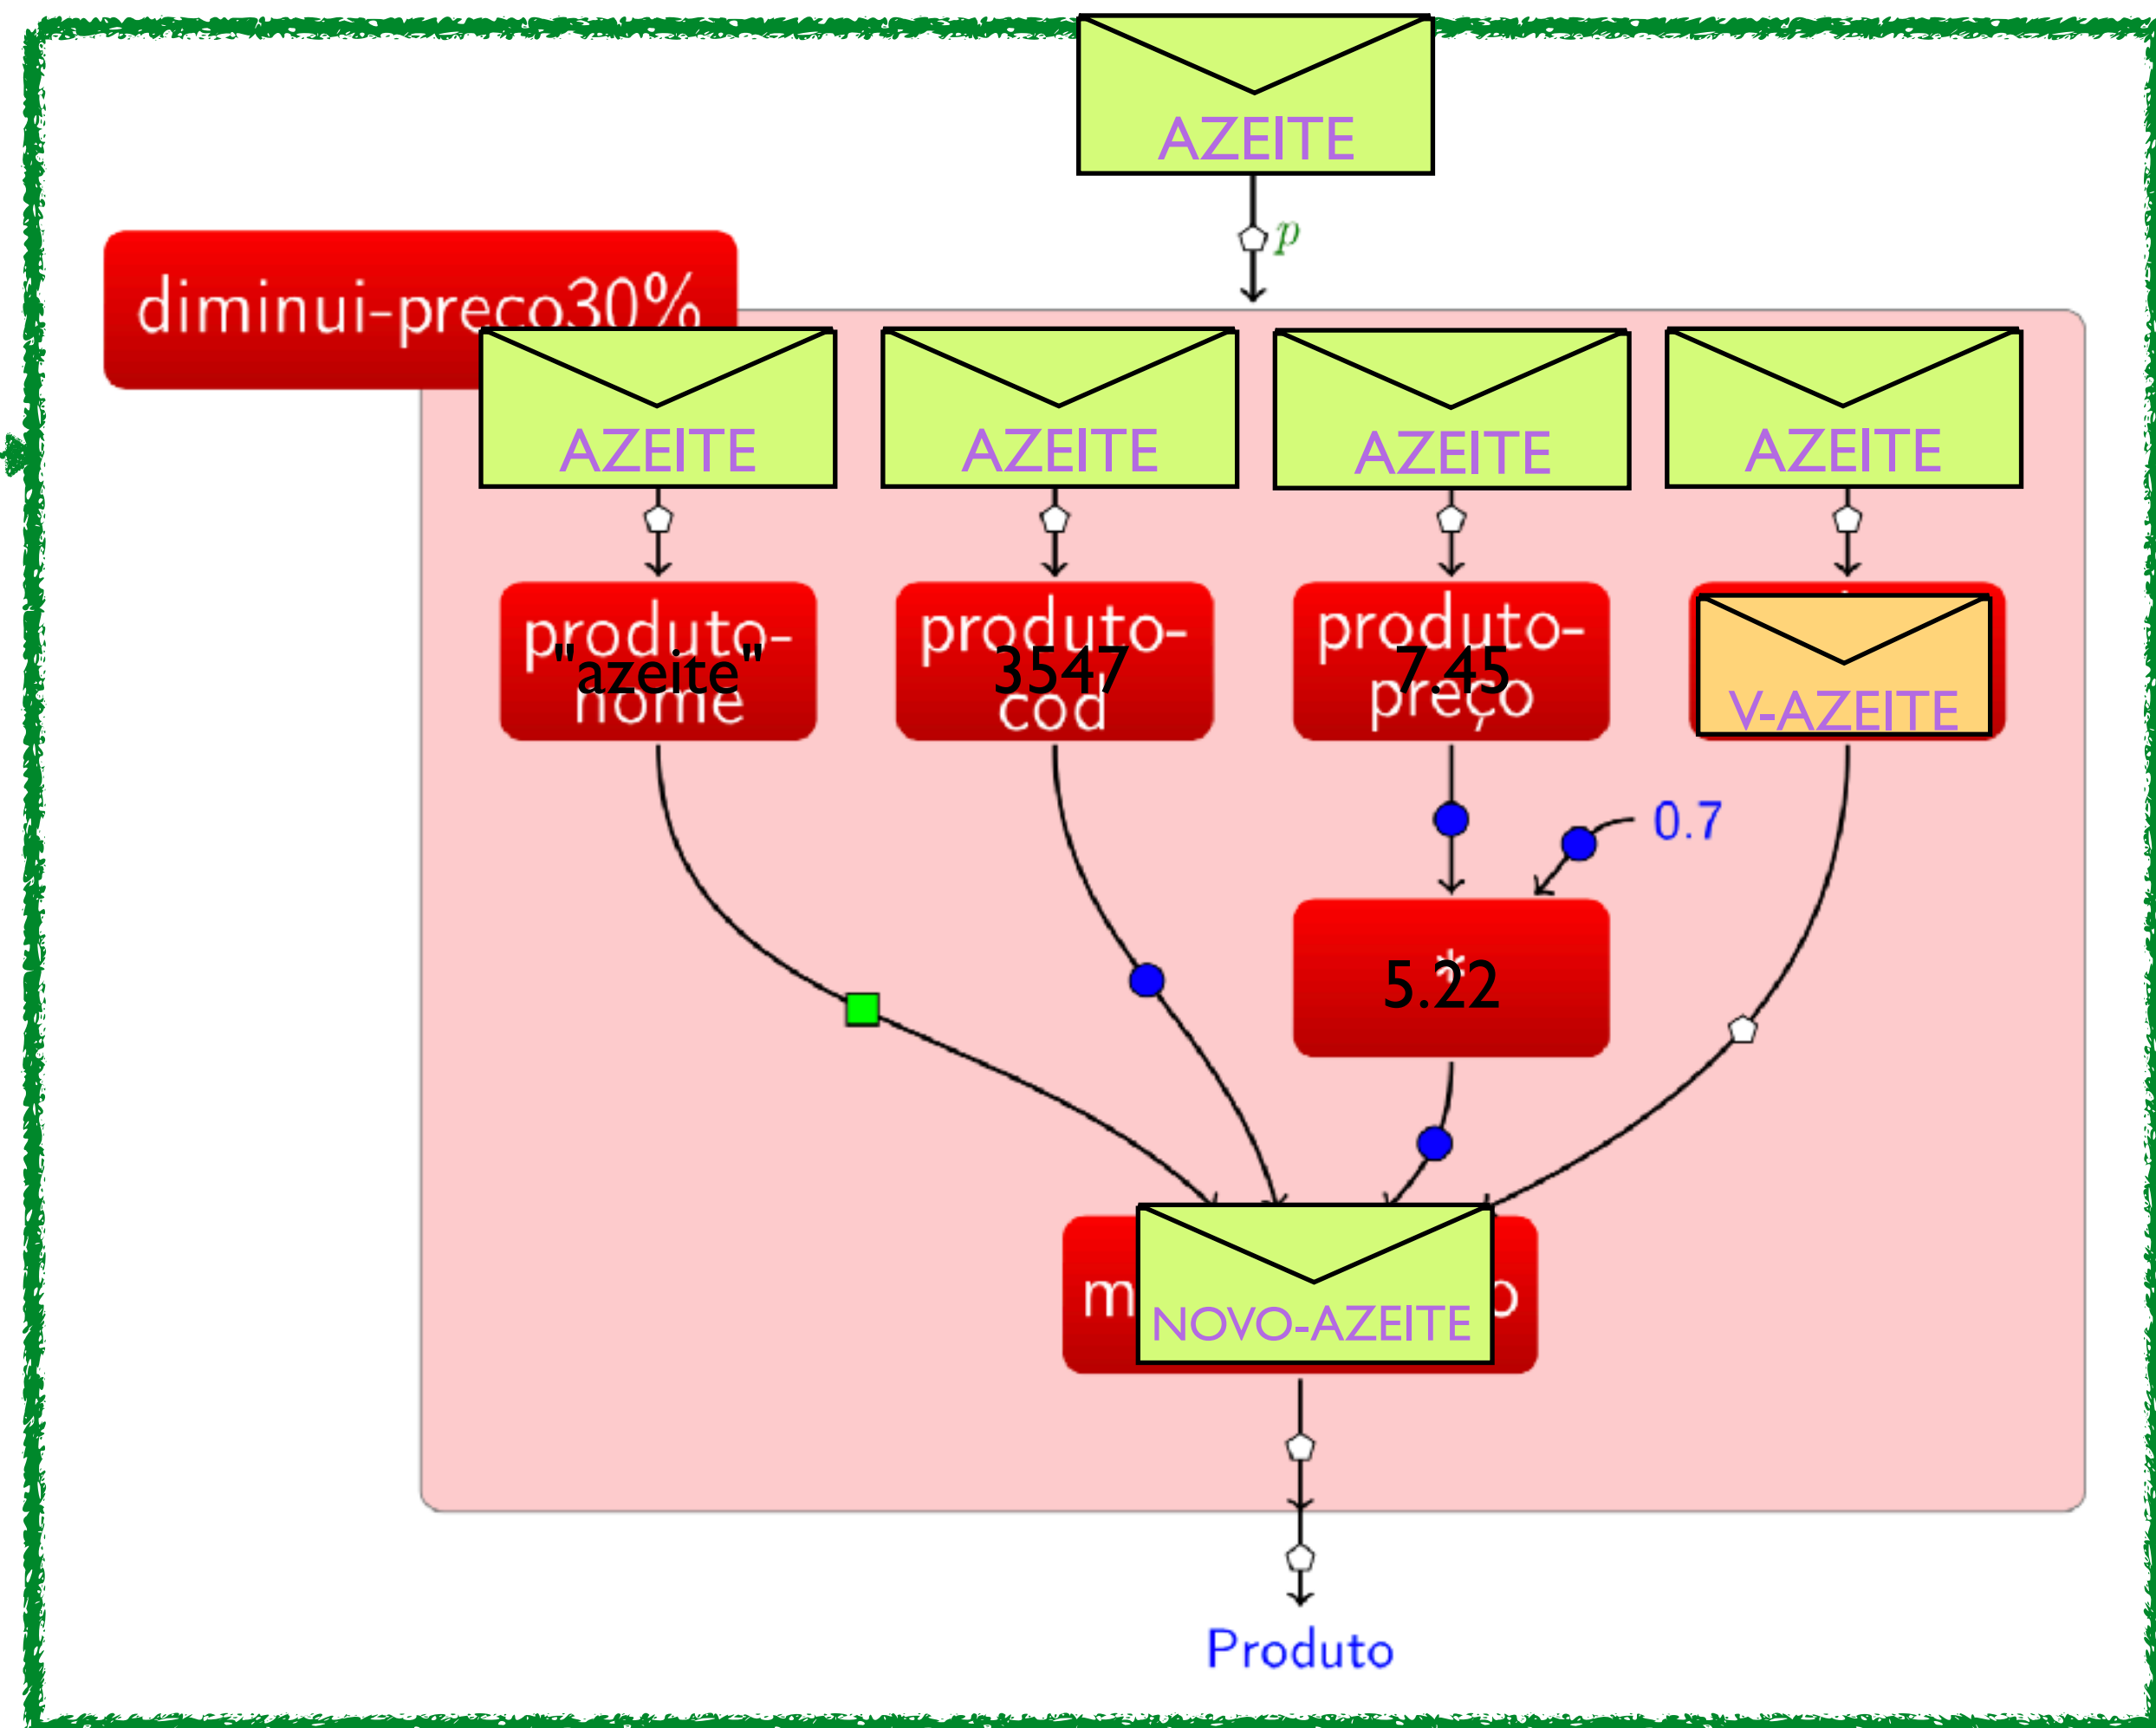 AZEITE
p
diminui-preço30%
AZEITE
AZEITE
AZEITE
AZEITE
produto-
nome
"azeite"
produto-
cod
3547
produto-
preço
7.45
V-AZEITE
0.7
*
5.22
NOVO-AZEITE
Produto